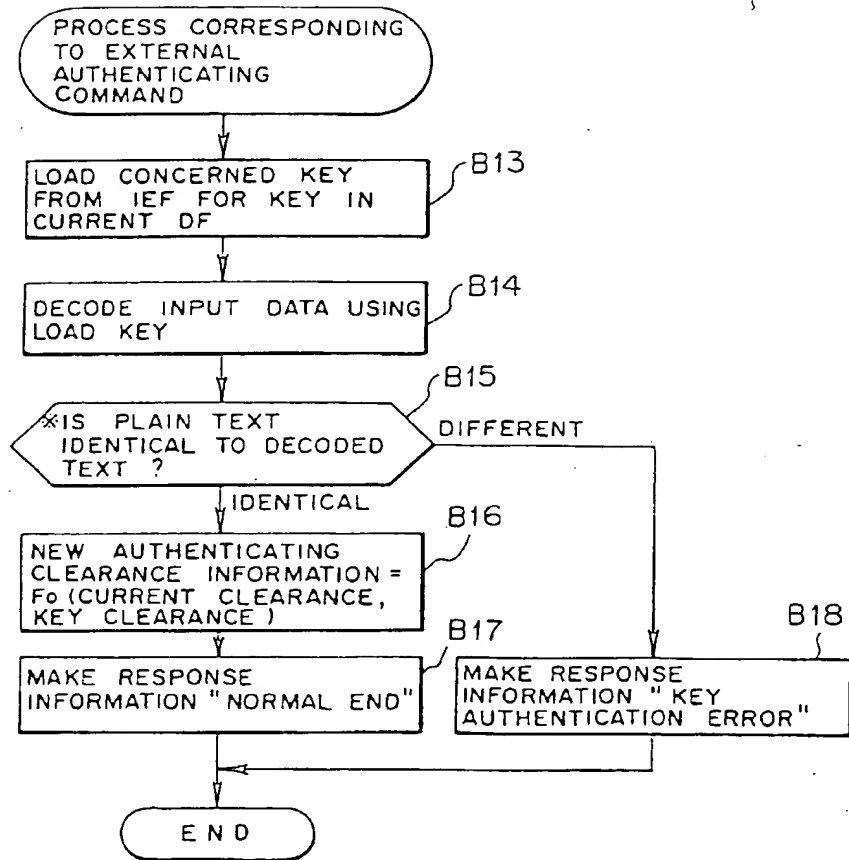 PROCESS CORRESPONDING
TO EXTERNAL
AUTHENTICATING
COMMAND
B13
LOAD CONCERNED KEY
FROM IEF FOR KEY IN
CURRENT DF
B14
DECODE INPUT DATA USING
LOAD KEY
B15
※IS PLAIN TEXT
IDENTICAL TO DECODED
TEXT ?
DIFFERENT
IDENTICAL
B16
NEW AUTHENTICATING
CLEARANCE INFORMATION =
Fo (CURRENT CLEARANCE,
KEY CLEARANCE )
B17
MAKE RESPONSE
INFORMATION "NORMAL END"
B18
MAKE RESPONSE
INFORMATION " KEY
AUTHENTICATION ERROR"
END